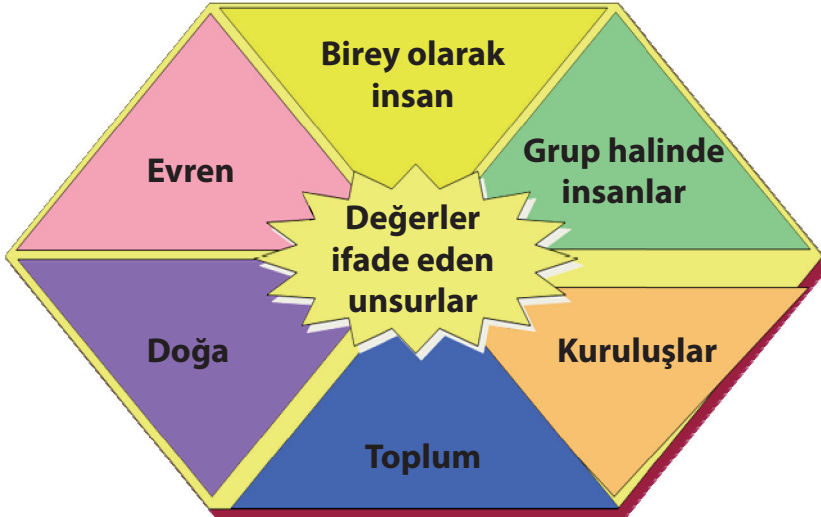 Birey olarak
insan
Grup halinde
insanlar
Evren
Değerler
ifade eden
unsurlar
Doğa
Kuruluşlar
Toplum